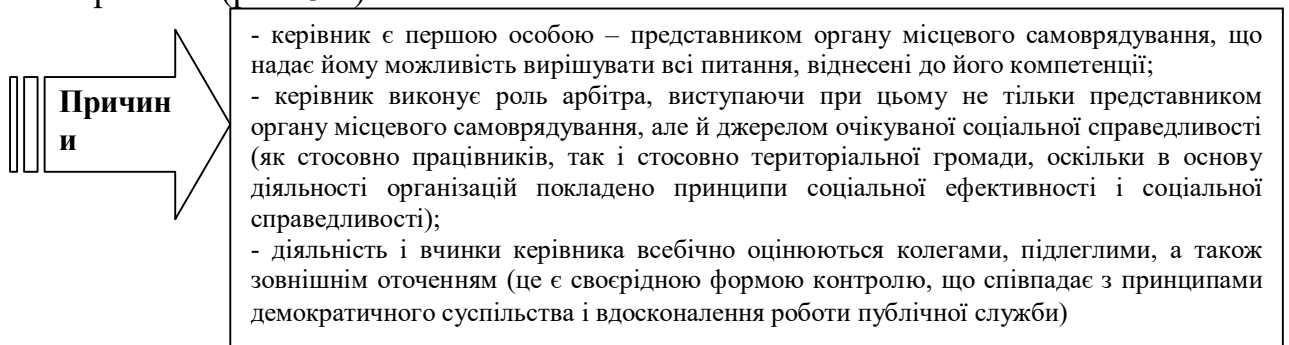 Причин
и
- керівник є першою особою – представником органу місцевого самоврядування, що
надає йому можливість вирішувати всі питання, віднесені до його компетенції;
- керівник виконує роль арбітра, виступаючи при цьому не тільки представником
органу місцевого самоврядування, але й джерелом очікуваної соціальної справедливості
(як стосовно працівників, так і стосовно територіальної громади, оскільки в основу
діяльності організацій покладено принципи соціальної ефективності і соціальної
справедливості);
- діяльність і вчинки керівника всебічно оцінюються колегами, підлеглими, а також
зовнішнім оточенням (це є своєрідною формою контролю, що співпадає з принципами
демократичного суспільства і вдосконалення роботи публічної служби)